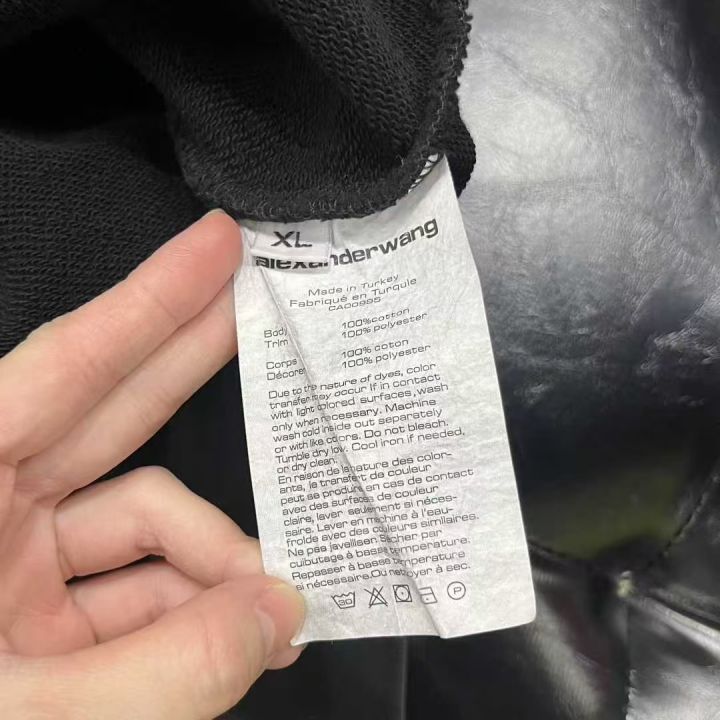 XL
alexanderwang
Made in Turkey
Fabriqué en Turquie
CA00995
Body 100%cotton
Trim 100% polyester
Corps 100% coton
Décore 100% polyester
Due to the nature of dyes, color
transfer may occur If in contact
with light colored surfaces,wash
only when necessary. Machine
wash cold inside out separately
or with like colors. Do not bleach.
Tumble dry low. Cool iron if needed,
or dry clean.
En raison de la nature des color-
ants, le transfert de couleur
peut se produire en cas de contact
avec des surfaces de couleur
claire, laver seulement si néces-
saire. Laver en machine à l'eau-
froide avec des couleurs similaires.
Ne pas javelliser. Sécher par
culbutage à basse température.
Repasser à basse température
si nécessaire.Ou nettoyer à sec.
30 P